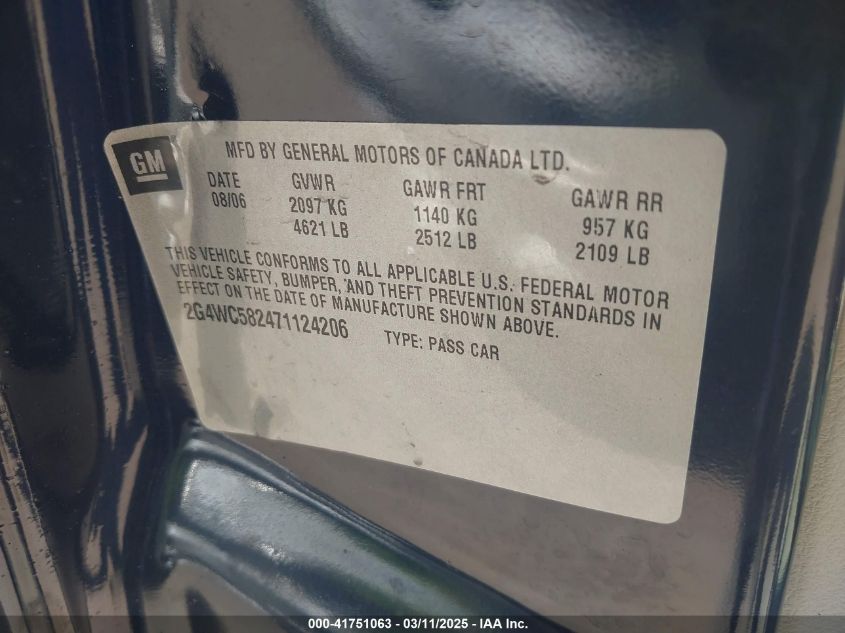 GM
MFD BY GENERAL MOTORS OF CANADA LTD.
DATE GVWR GAWR FRT GAWR RR
08/06 2097 KG 1140 KG 957 KG
4621 LB 2512 LB 2109 LB
THIS VEHICLE CONFORMS TO ALL APPLICABLE U.S. FEDERAL MOTOR
VEHICLE SAFETY, BUMPER, AND THEFT PREVENTION STANDARDS IN
EFFECT ON THE DATE OF MANUFACTURE SHOWN ABOVE.
2G4WC582471124206 TYPE: PASS CAR
000-41751063 - 03/11/2025 - IAA Inc.